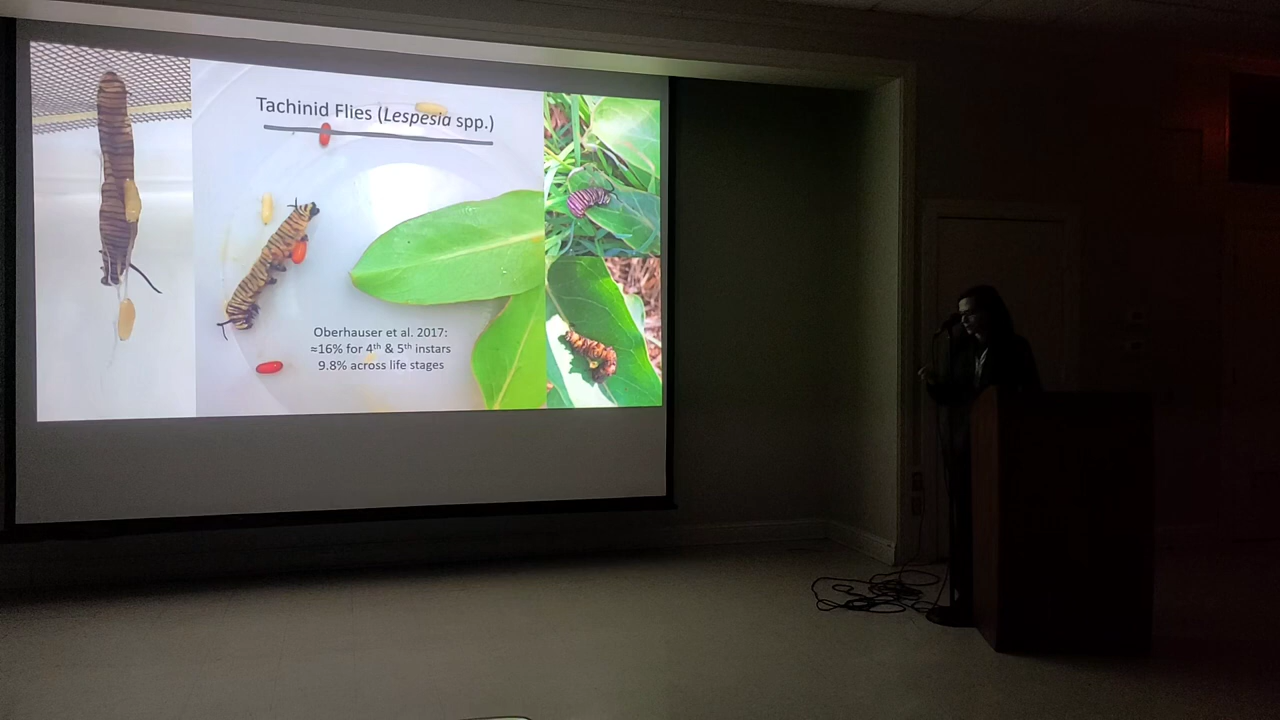 Tachinid Flies (Lespesia spp.)
Oberhauser et al. 2017:
≈16% for 4th & 5th instars
9.8% across life stages